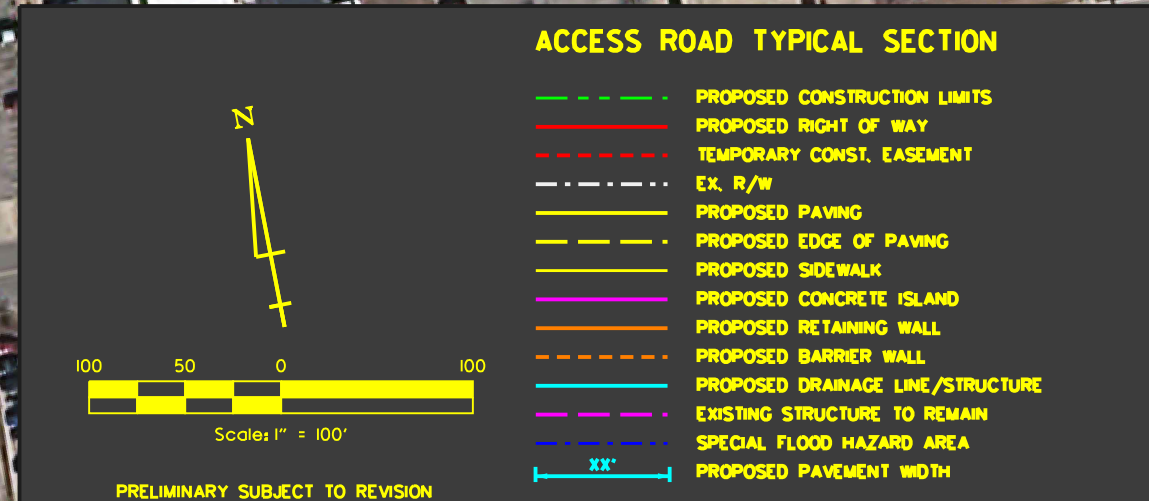 ACCESS ROAD TYPICAL SECTION
N
PROPOSED CONSTRUCTION LIMITS
PROPOSED RIGHT OF WAY
TEMPORARY CONST. EASEMENT
EX. R/W
PROPOSED PAVING
PROPOSED EDGE OF PAVING
PROPOSED SIDEWALK
PROPOSED CONCRETE ISLAND
PROPOSED RETAINING WALL
PROPOSED BARRIER WALL
PROPOSED DRAINAGE LINE/STRUCTURE
EXISTING STRUCTURE TO REMAIN
SPECIAL FLOOD HAZARD AREA
XX' PROPOSED PAVEMENT WIDTH
100 50 0 100
Scale: 1" = 100'
PRELIMINARY SUBJECT TO REVISION